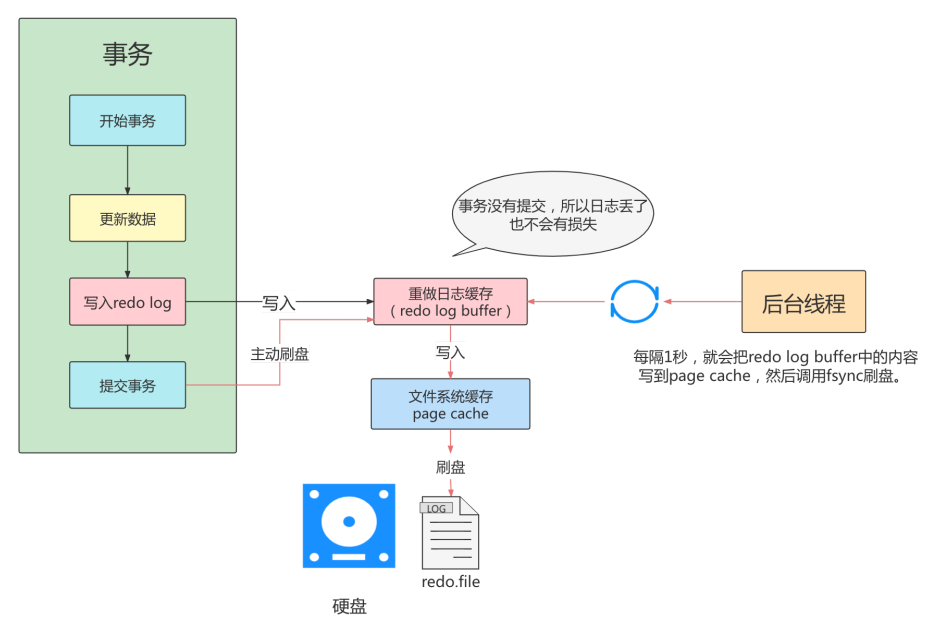 事务
开始事务
更新数据
写入redo log
提交事务
写入
主动刷盘
事务没有提交，所以日志丢了
也不会有损失
重做日志缓存
（redo log buffer）
写入
文件系统缓存
page cache
刷盘
LOG
redo.file
硬盘
后台线程
每隔1秒，就会把redo log buffer中的内容
写到page cache，然后调用fsync刷盘。